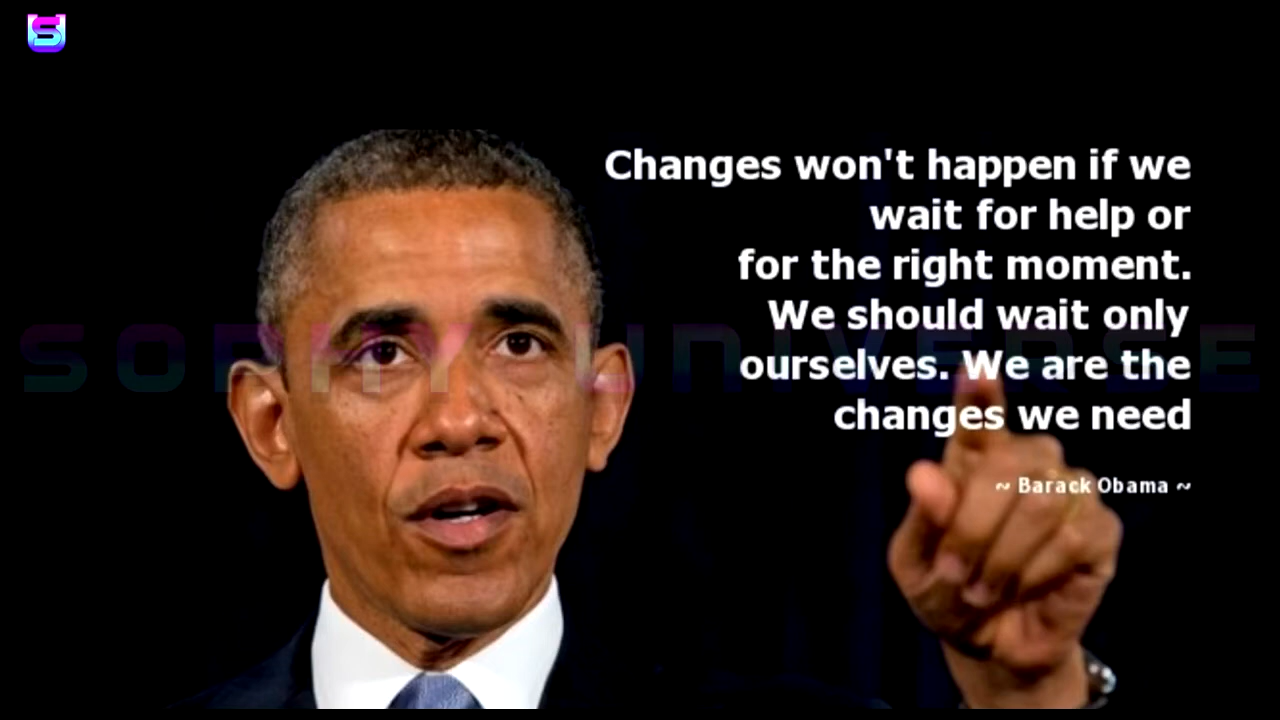 S
Changes won't happen if we
wait for help or
for the right moment.
We should wait only
ourselves. We are the
changes we need
~ Barack Obama ~